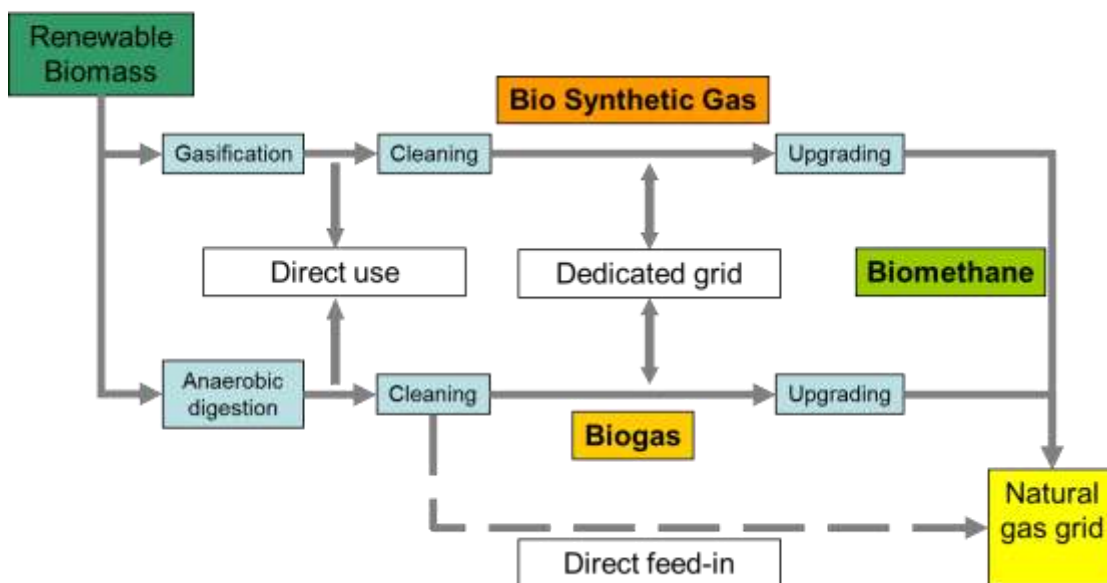 Renewable
Biomass
Bio Synthetic Gas
Gasification
Cleaning
Upgrading
Direct use
Dedicated grid
Biomethane
Anaerobic
digestion
Cleaning
Upgrading
Biogas
Natural
gas grid
Direct feed-in